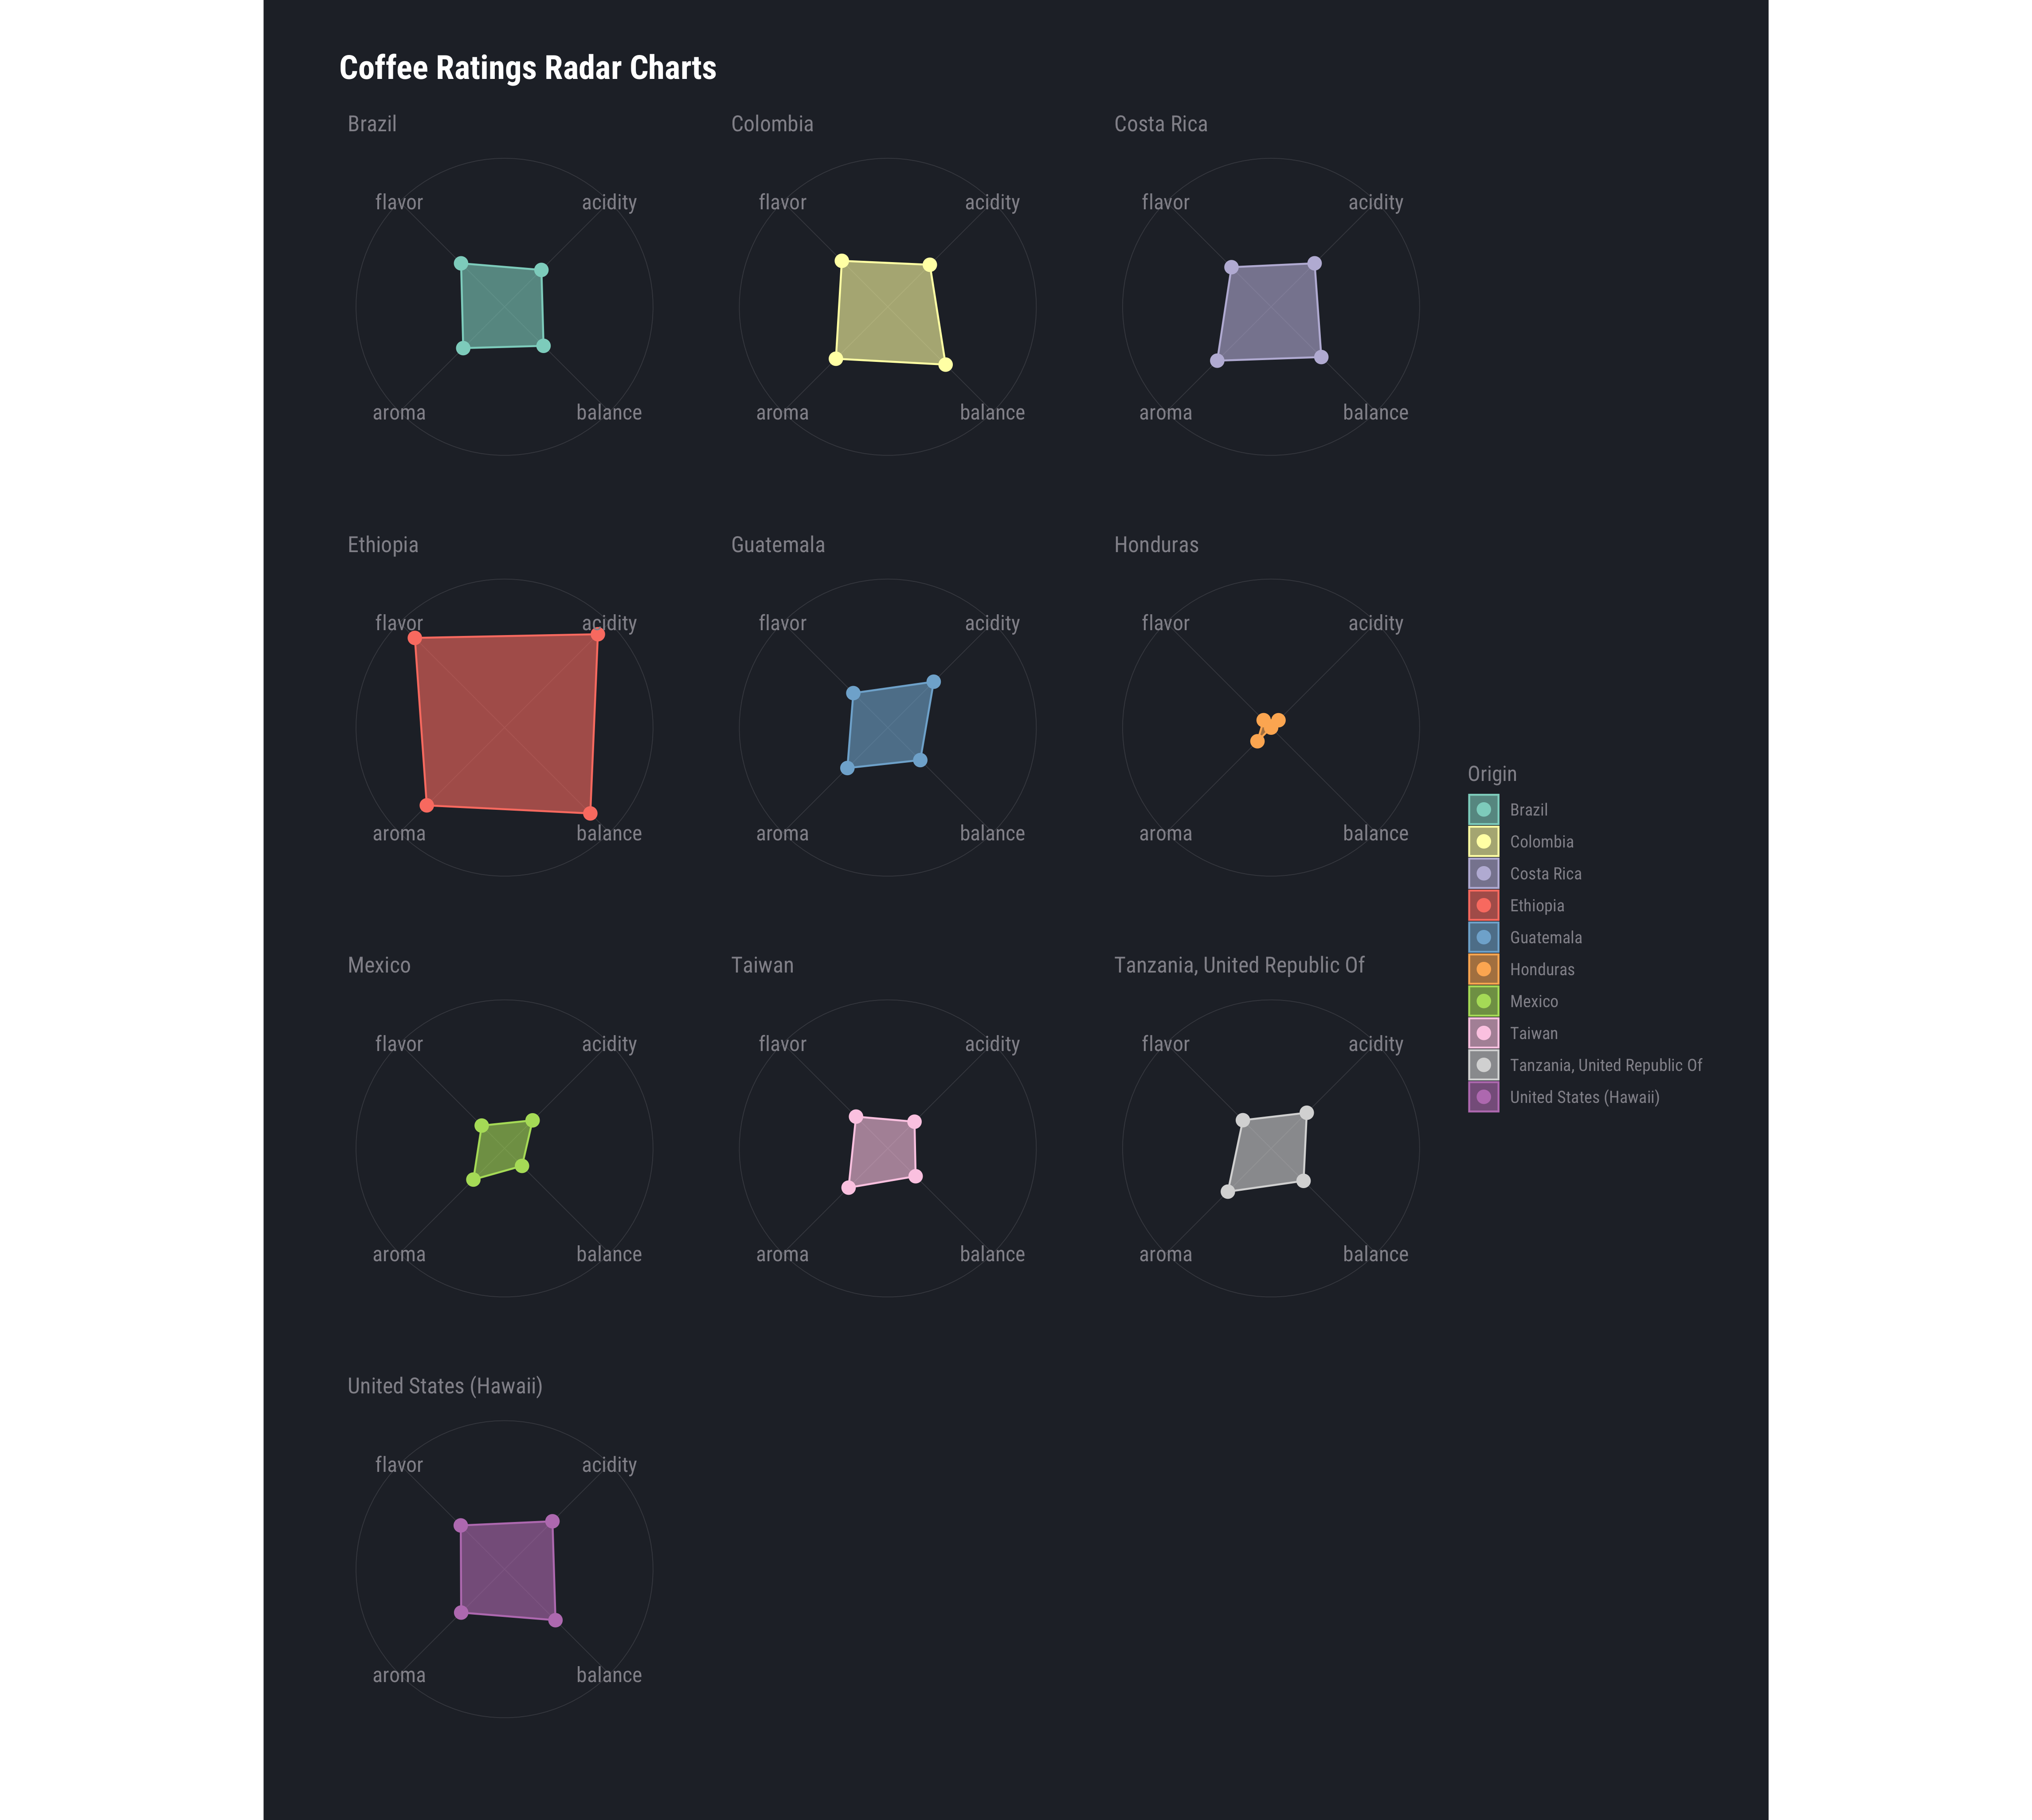 Coffee Ratings Radar Charts
Brazil
flavor
acidity
aroma
balance
Colombia
flavor
acidity
aroma
balance
Costa Rica
flavor
acidity
aroma
balance
Ethiopia
flavor
acidity
aroma
balance
Guatemala
flavor
acidity
aroma
balance
Honduras
flavor
acidity
aroma
balance
Mexico
flavor
acidity
aroma
balance
Taiwan
flavor
acidity
aroma
balance
Tanzania, United Republic Of
flavor
acidity
aroma
balance
United States (Hawaii)
flavor
acidity
aroma
balance
Origin
Brazil
Colombia
Costa Rica
Ethiopia
Guatemala
Honduras
Mexico
Taiwan
Tanzania, United Republic Of
United States (Hawaii)